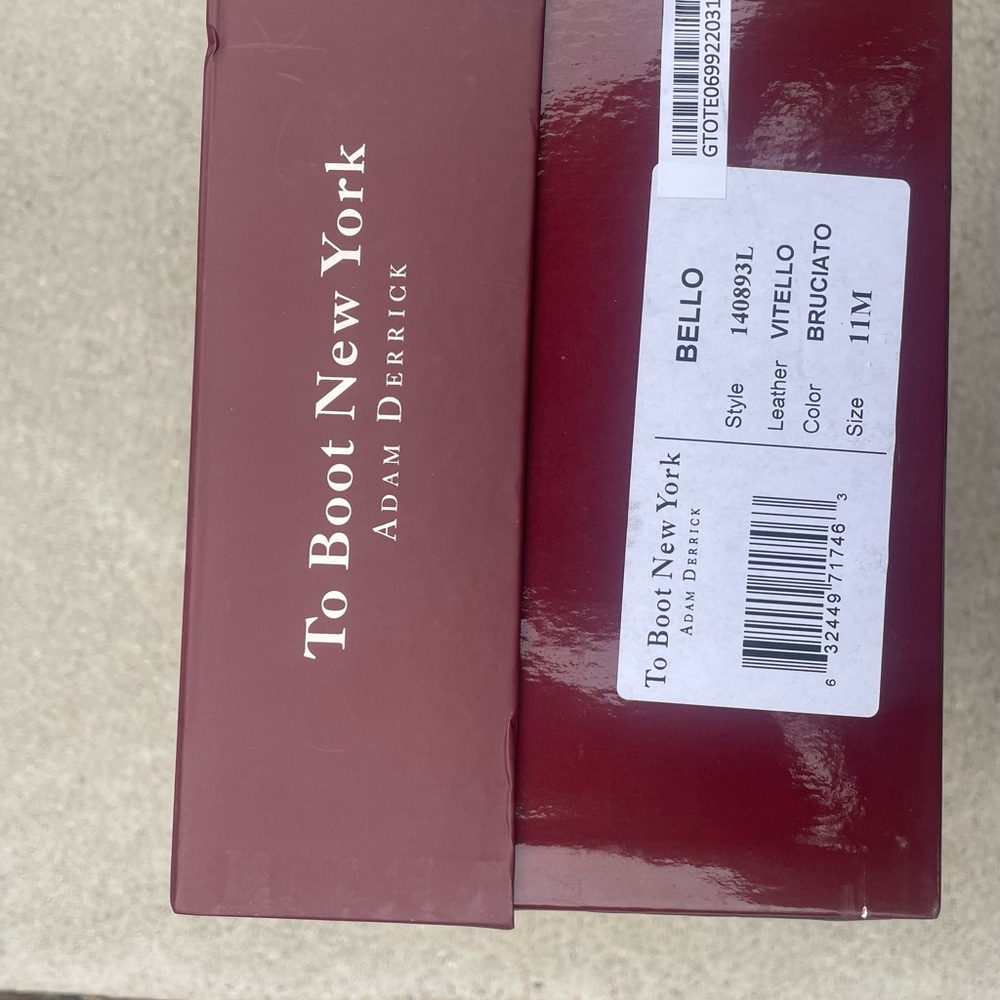 To Boot New York
ADAM DERRICK
GTOTE069922031
To Boot New York
ADAM DERRICK
6 32449 71746 3
BELLO
Style 140893L
Leather VITELLO
Color BRUCIATO
Size 11M